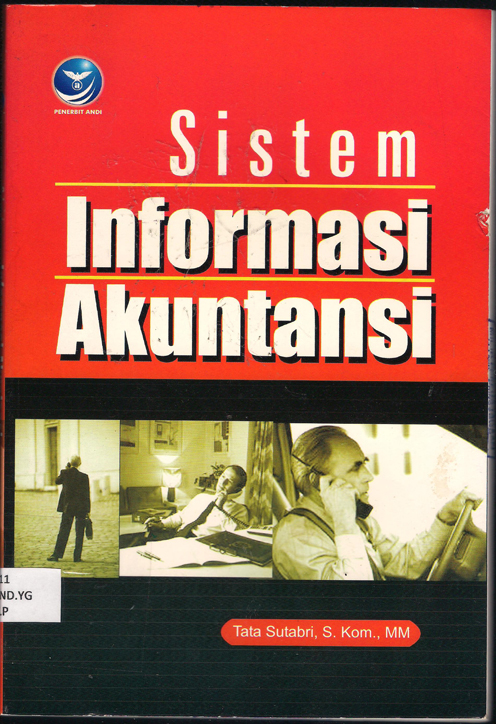 PENERBIT ANDI
Sistem
Informasi
Akuntansi
11
ND.YG
.P
Tata Sutabri, S. Kom., MM